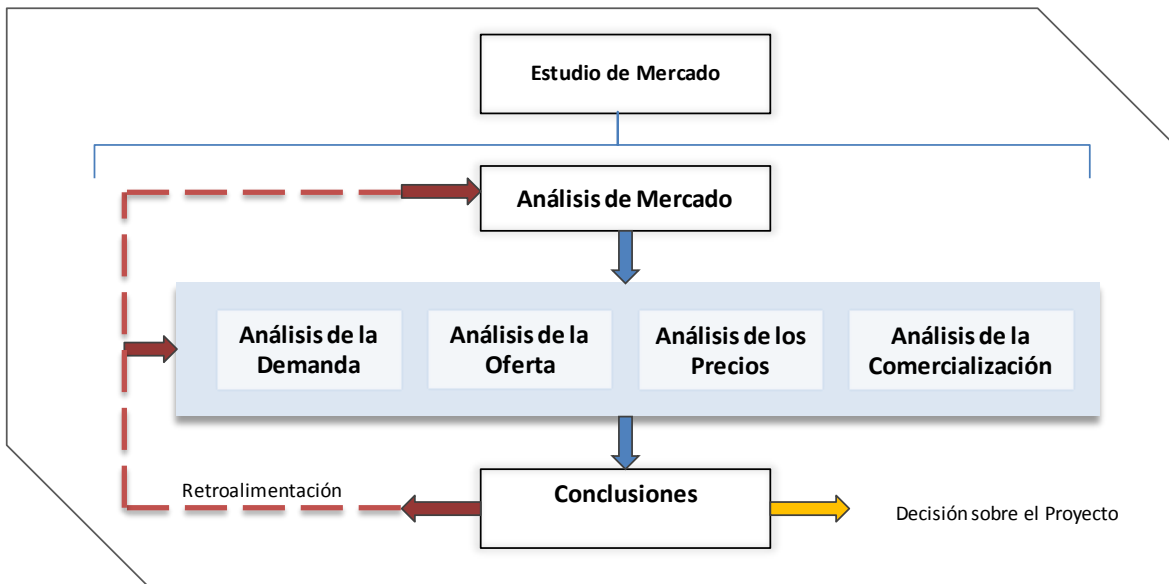 Estudio de Mercado
Análisis de Mercado
Análisis de la
Demanda
Análisis de la
Oferta
Análisis de los
Precios
Análisis de la
Comercialización
Retroalimentación
Conclusiones
Decisión sobre el Proyecto